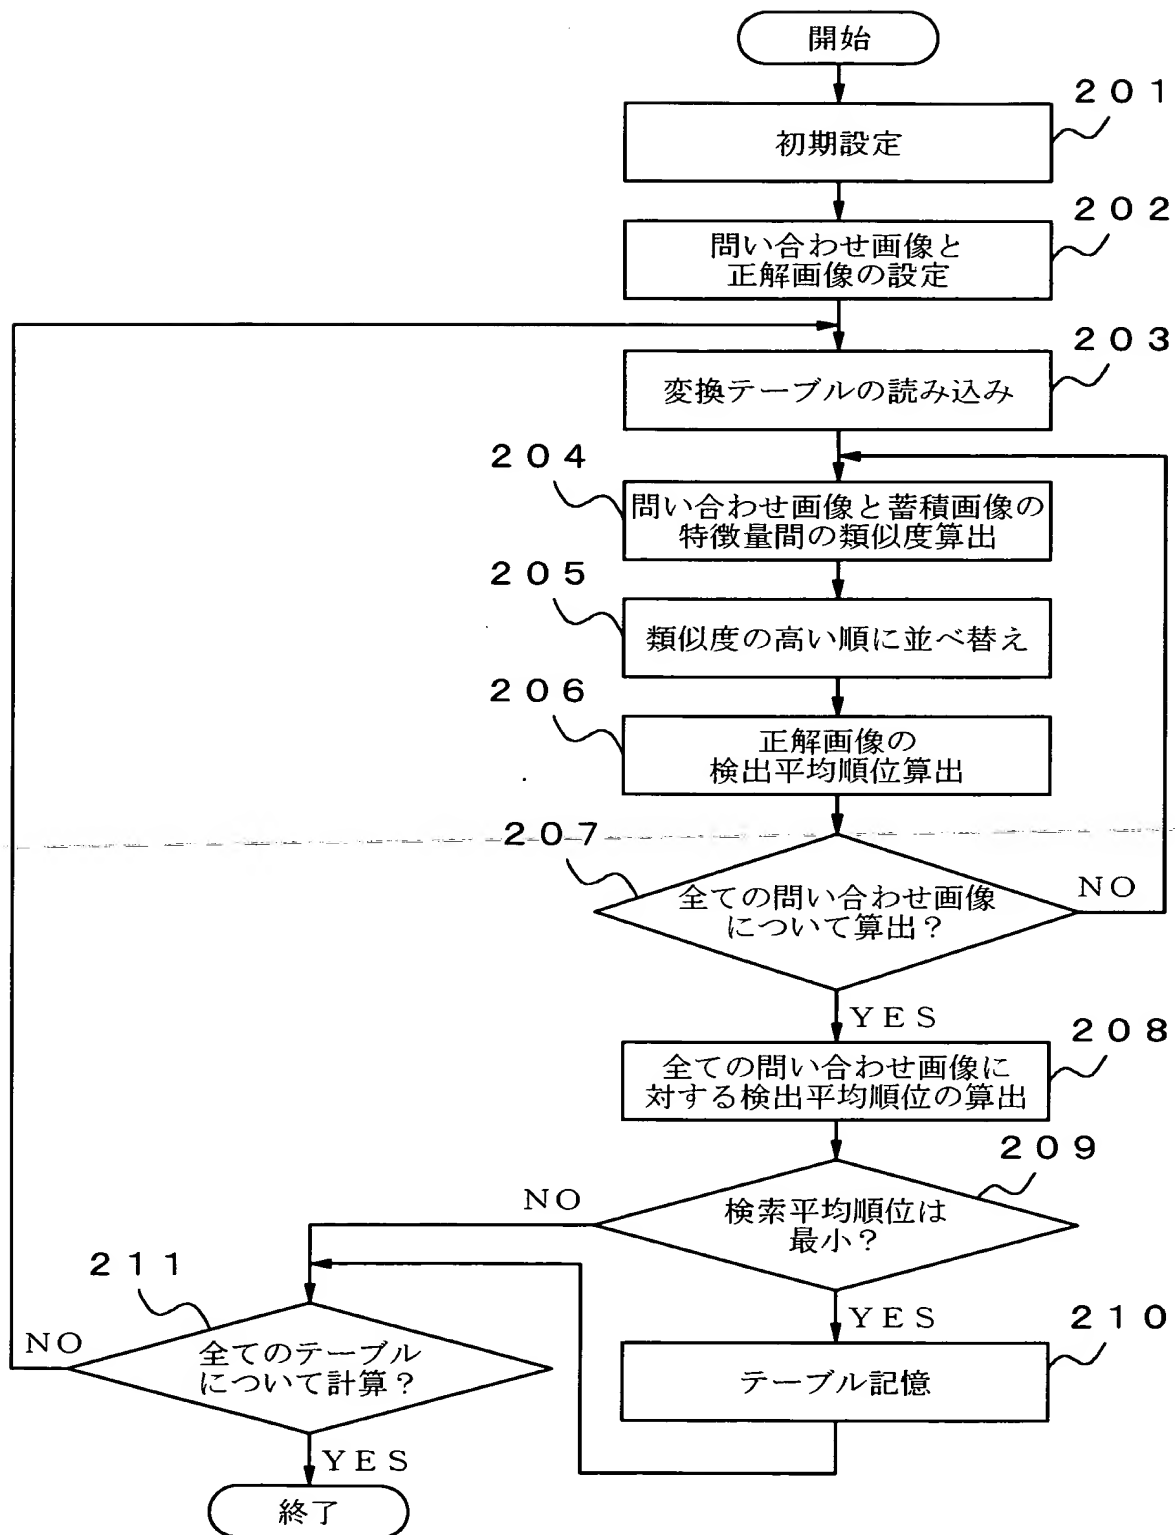 開始
201
初期設定
202
問い合わせ画像と
正解画像の設定
203
変換テーブルの読み込み
204
問い合わせ画像と蓄積画像の
特徴量間の類似度算出
205
類似度の高い順に並べ替え
206
正解画像の
検出平均順位算出
207
全ての問い合わせ画像
について算出?
NO
YES
208
全ての問い合わせ画像に
対する検出平均順位の算出
209
検索平均順位は
最小?
NO
YES
210
テーブル記憶
211
全てのテーブル
について計算?
NO
YES
終了